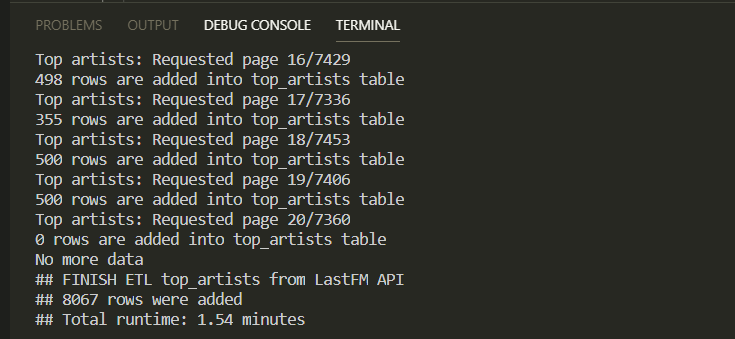 PROBLEMS OUTPUT DEBUG CONSOLE TERMINAL
Top artists: Requested page 16/7429
498 rows are added into top_artists table
Top artists: Requested page 17/7336
355 rows are added into top_artists table
Top artists: Requested page 18/7453
500 rows are added into top_artists table
Top artists: Requested page 19/7406
500 rows are added into top_artists table
Top artists: Requested page 20/7360
0 rows are added into top_artists table
No more data
## FINISH ETL top_artists from LastFM API
## 8067 rows were added
## Total runtime: 1.54 minutes